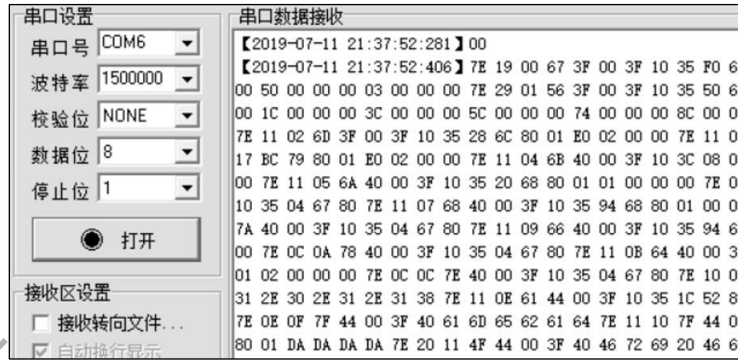 串口设置
串口号 COM6
波特率 1500000
校验位 NONE
数据位 8
停止位 1
打开
接收区设置
接收转向文件...
自动换行显示
串口数据接收
【2019-07-11 21:37:52:281】00
【2019-07-11 21:37:52:406】7E 19 00 67 3F 00 3F 10 35 F0 6
00 50 00 00 00 03 00 00 00 7E 29 01 56 3F 00 3F 10 35 50 6
00 1C 00 00 00 3C 00 00 00 5C 00 00 00 74 00 00 00 8C 00 0
7E 11 02 6D 3F 00 3F 10 35 28 6C 80 01 E0 02 00 00 7E 11 0
17 BC 79 80 01 E0 02 00 00 7E 11 04 6B 40 00 3F 10 3C 08 0
00 7E 11 05 6A 40 00 3F 10 35 20 68 80 01 01 00 00 00 7E 0
10 35 04 67 80 7E 11 07 68 40 00 3F 10 35 94 68 80 01 00 0
7A 40 00 3F 10 35 04 67 80 7E 11 09 66 40 00 3F 10 35 94 6
00 7E 0C 0A 78 40 00 3F 10 35 04 67 80 7E 11 0B 64 40 00 3
01 02 00 00 00 7E 0C 0C 7E 40 00 3F 10 35 04 67 80 7E 10 0
31 2E 30 2E 31 2E 31 38 7E 11 0E 61 44 00 3F 10 35 1C 52 8
7E 0E 0F 7F 44 00 3F 40 61 6D 65 62 61 64 7E 11 10 7F 44 0
80 01 DA DA DA DA 7E 20 11 4F 44 00 3F 40 46 72 69 20 46 6